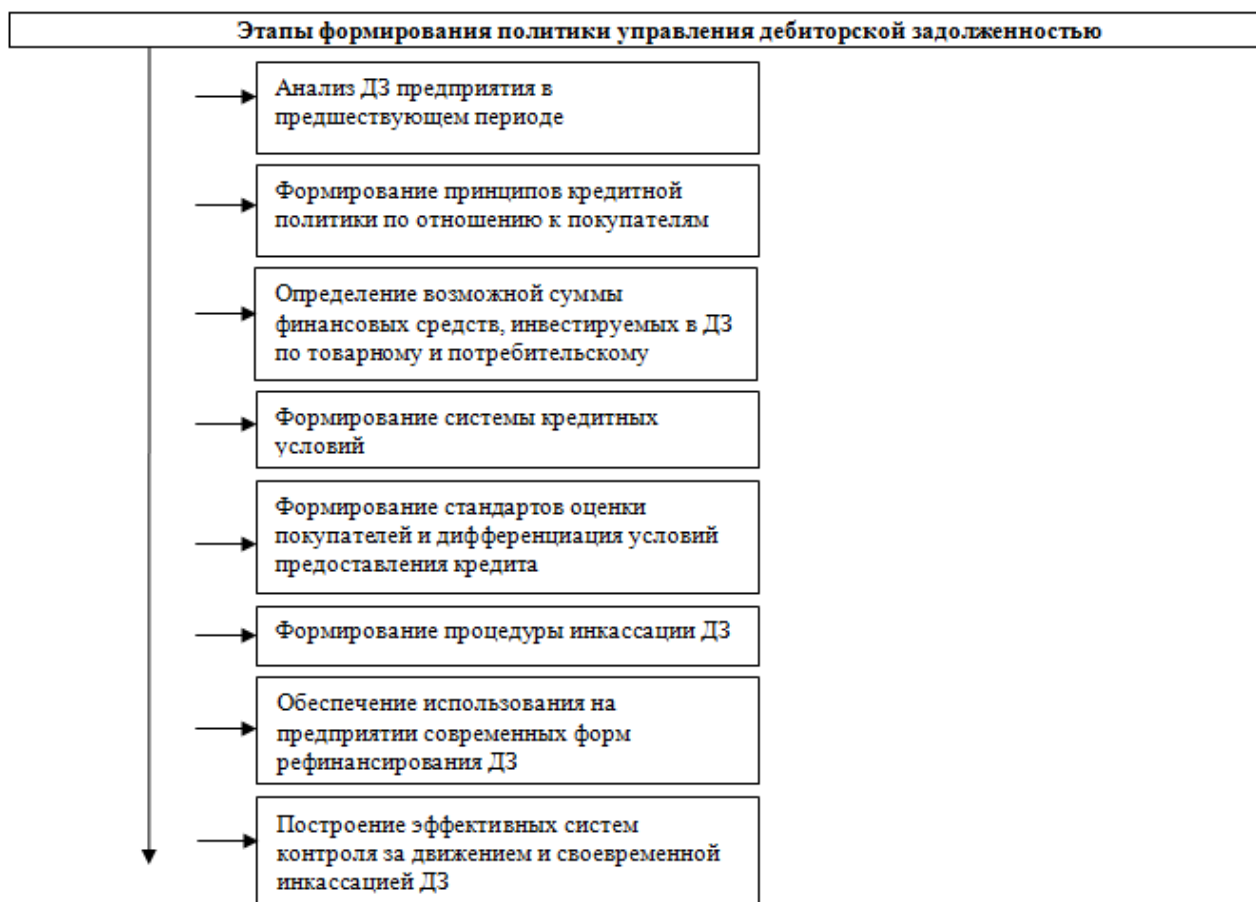 Этапы формирования политики управления дебиторской задолженностью
Анализ ДЗ предприятия в
предшествующем периоде
Формирование принципов кредитной
политики по отношению к покупателям
Определение возможной суммы
финансовых средств, инвестируемых в ДЗ
по товарному и потребительскому
Формирование системы кредитных
условий
Формирование стандартов оценки
покупателей и дифференциация условий
предоставления кредита
Формирование процедуры инкассации ДЗ
Обеспечение использования на
предприятии современных форм
рефинансирования ДЗ
Построение эффективных систем
контроля за движением и своевременной
инкассацией ДЗ